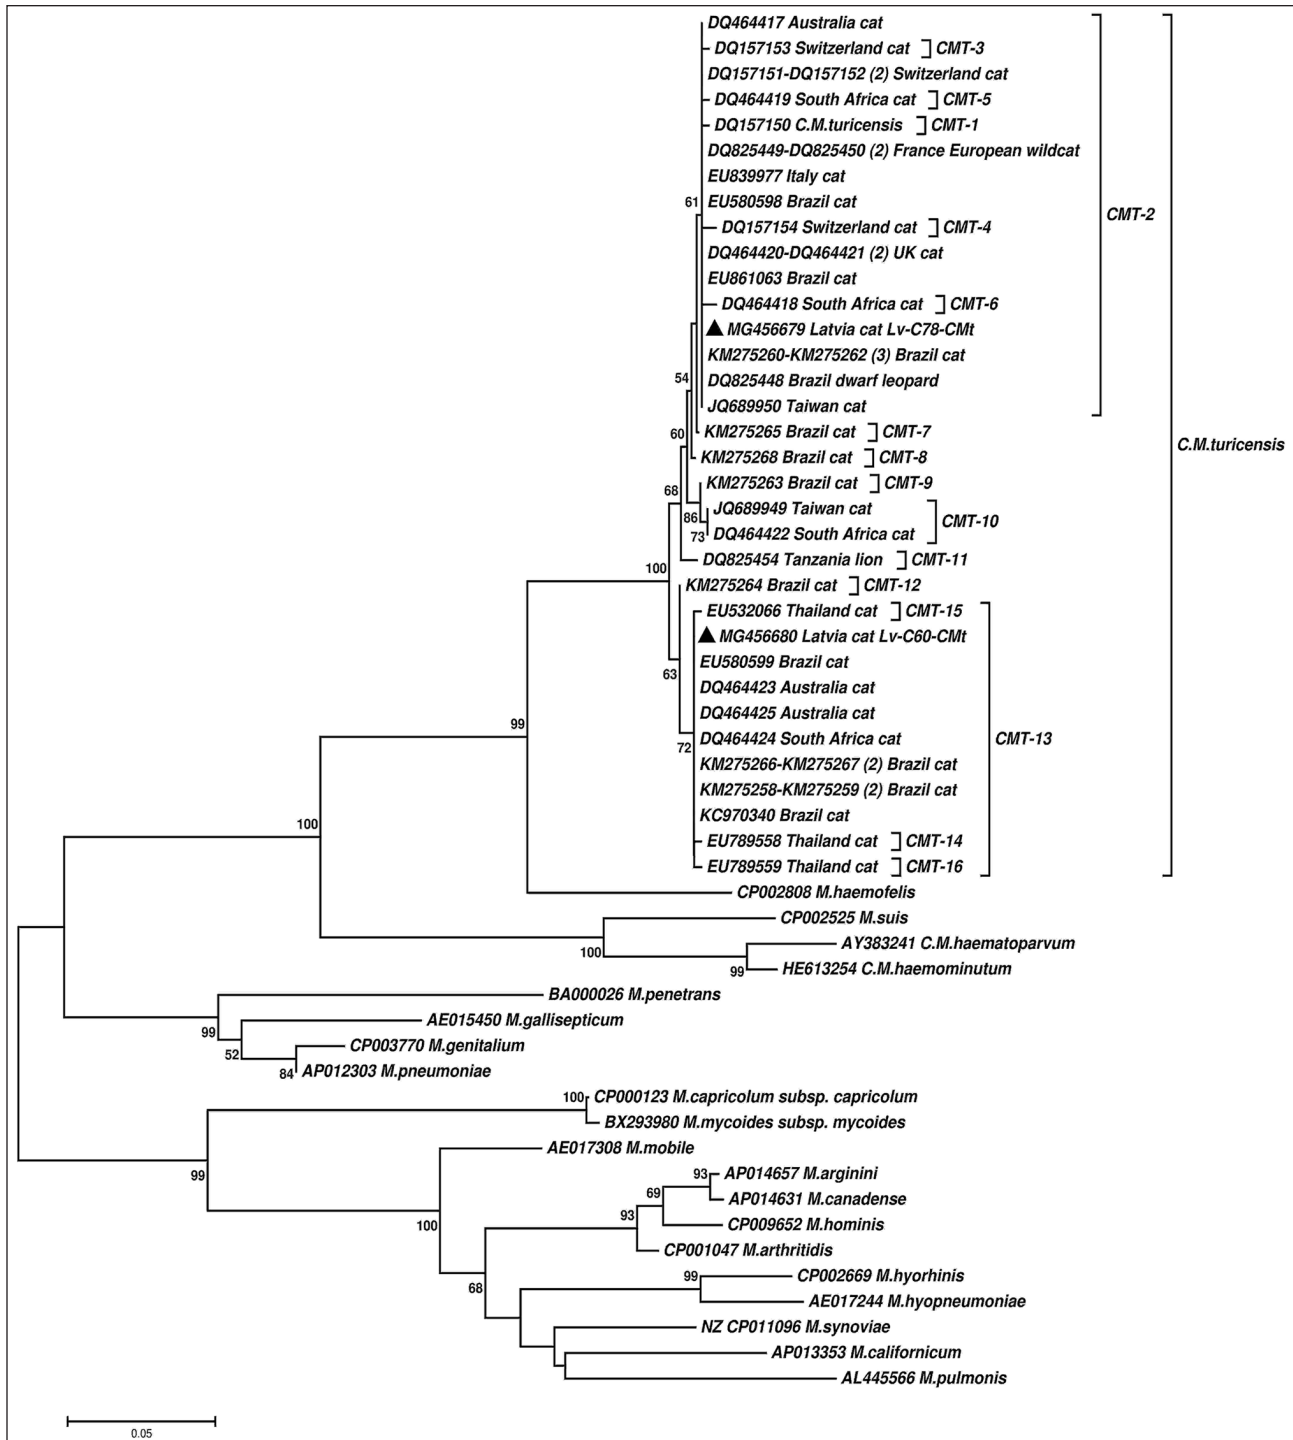 DQ464417 Australia cat
DQ157153 Switzerland cat CMT-3
DQ157151-DQ157152 (2) Switzerland cat
DQ464419 South Africa cat CMT-5
DQ157150 C.M.turicensis CMT-1
DQ825449-DQ825450 (2) France European wildcat
EU839977 Italy cat
EU580598 Brazil cat
61
CMT-2
DQ157154 Switzerland cat CMT-4
DQ464420-DQ464421 (2) UK cat
EU861063 Brazil cat
DQ464418 South Africa cat CMT-6
MG456679 Latvia cat Lv-C78-CMt
KM275260-KM275262 (3) Brazil cat
54
DQ825448 Brazil dwarf leopard
JQ689950 Taiwan cat
60
KM275265 Brazil cat CMT-7
C.M.turicensis
KM275268 Brazil cat CMT-8
68
KM275263 Brazil cat CMT-9
86
JQ689949 Taiwan cat
CMT-10
73
DQ464422 South Africa cat
DQ825454 Tanzania lion CMT-11
100
KM275264 Brazil cat CMT-12
EU532066 Thailand cat CMT-15
MG456680 Latvia cat Lv-C60-CMt
EU580599 Brazil cat
63
DQ464423 Australia cat
DQ464425 Australia cat
99
DQ464424 South Africa cat
CMT-13
72
KM275266-KM275267 (2) Brazil cat
KM275258-KM275259 (2) Brazil cat
KC970340 Brazil cat
100
EU789558 Thailand cat CMT-14
EU789559 Thailand cat CMT-16
CP002808 M.haemofelis
CP002525 M.suis
AY383241 C.M.haematoparvum
100
99
HE613254 C.M.haemominutum
BA000026 M.penetrans
AE015450 M.gallisepticum
99
CP003770 M.genitalium
52
84
AP012303 M.pneumoniae
100
CP000123 M.capricolum subsp. capricolum
BX293980 M.mycoides subsp. mycoides
AE017308 M.mobile
99
93
AP014657 M.arginini
69
AP014631 M.canadense
93
CP009652 M.hominis
100
CP001047 M.arthritidis
99
CP002669 M.hyorhinis
68
AE017244 M.hyopneumoniae
NZ CP011096 M.synoviae
AP013353 M.californicum
AL445566 M.pulmonis
0.05